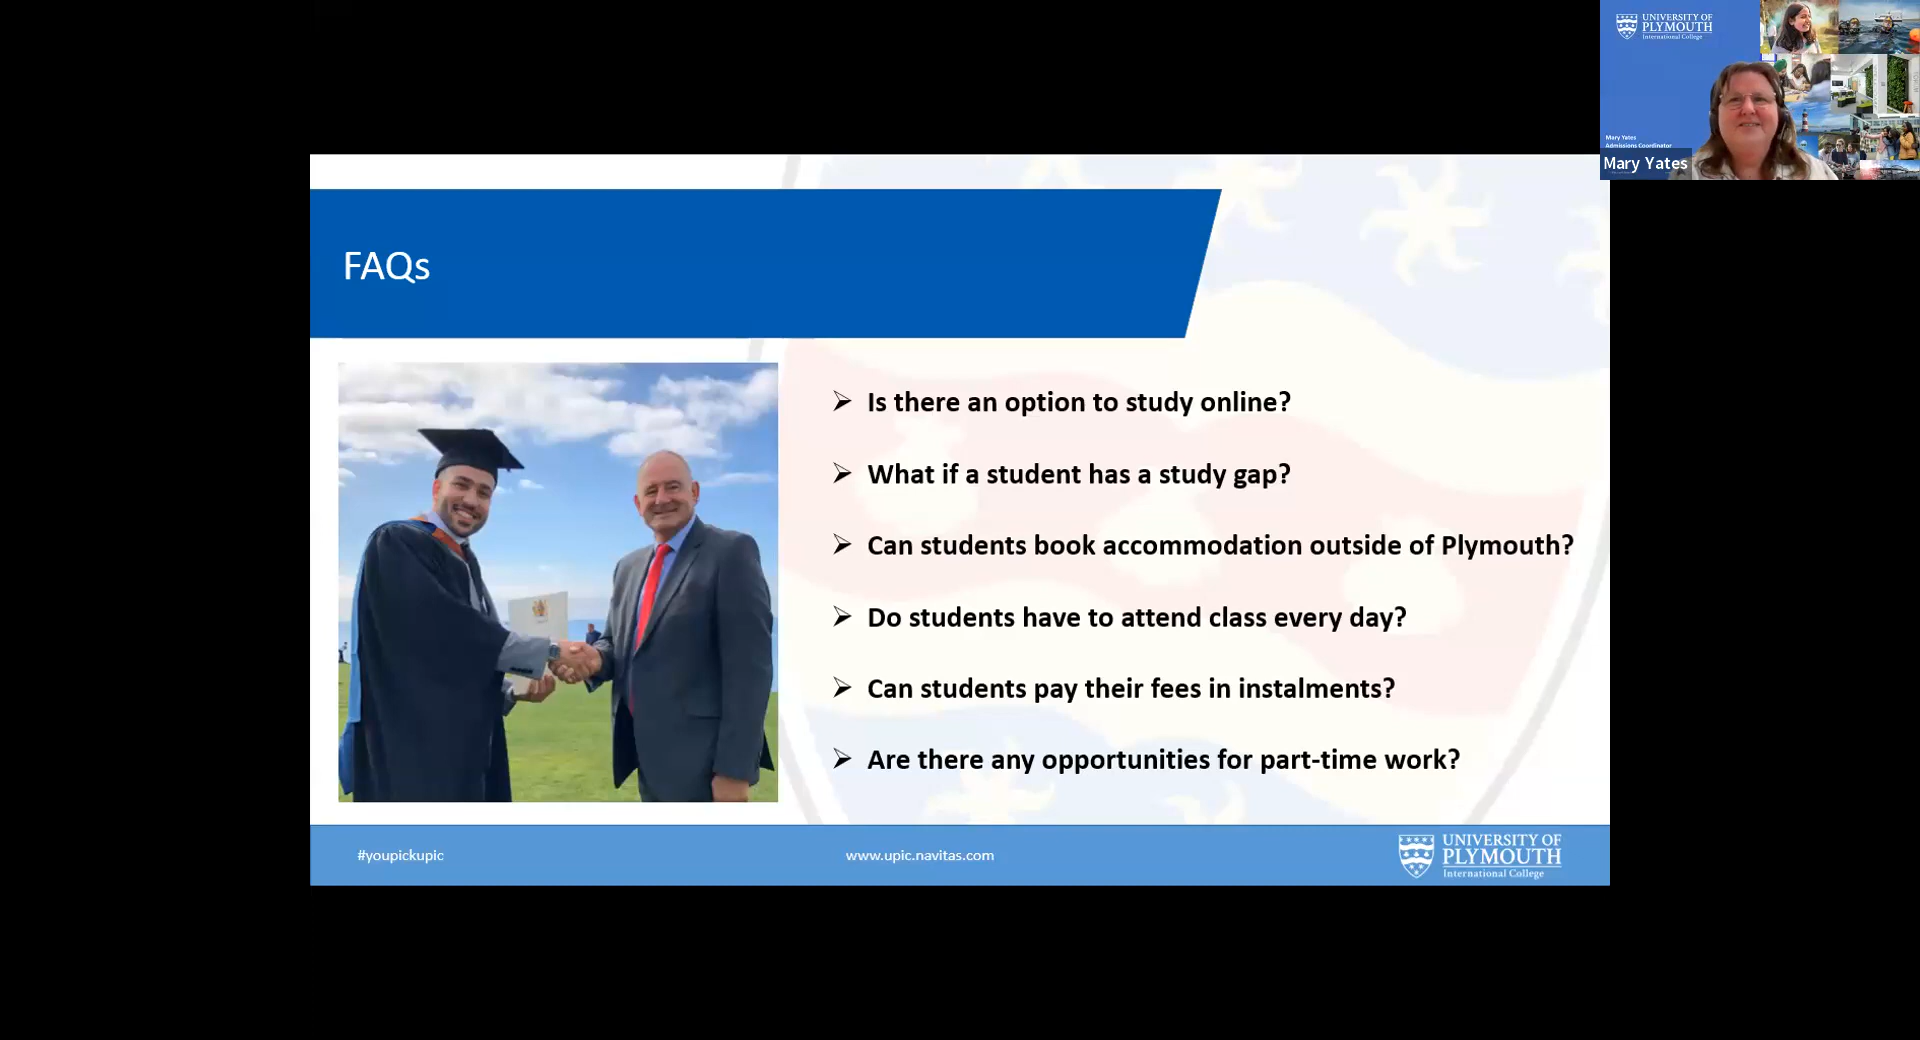 UNIVERSITY OF
PLYMOUTH
International College
Mary Yates
Admissions Coordinator
Mary Yates
FAQs
Is there an option to study online?
What if a student has a study gap?
Can students book accommodation outside of Plymouth?
Do students have to attend class every day?
Can students pay their fees in instalments?
Are there any opportunities for part-time work?
#youpickupic
www.upic.navitas.com
UNIVERSITY OF
PLYMOUTH
International College